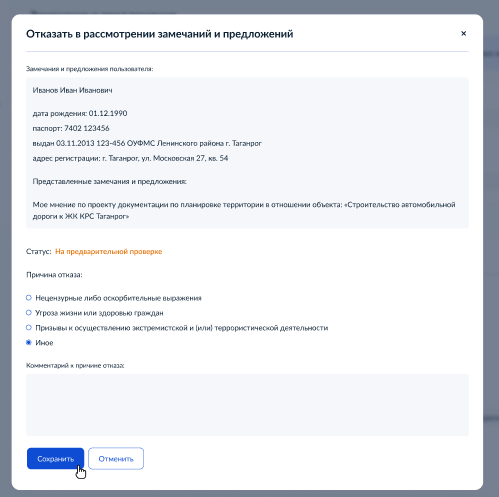 Отказать в рассмотрении замечаний и предложений
Замечания и предложения пользователя:
Иванов Иван Иванович
дата рождения: 01.12.1990
паспорт: 7402 123456
выдан 03.11.2013 123-456 ОУФМС Ленинского района г. Таганрог
адрес регистрации: г. Таганрог, ул. Московская 27, кв. 54
Представленные замечания и предложения:
Мое мнение по проекту документации по планировке территории в отношении объекта: «Строительство автомобильной
дороги к ЖК КРС Таганрог»
Статус: На предварительной проверке
Причина отказа:
Нецензурные либо оскорбительные выражения
Угроза жизни или здоровью граждан
Призывы к осуществлению экстремистской и (или) террористической деятельности
Иное
Комментарий к причине отказа:
Сохранить Отменить